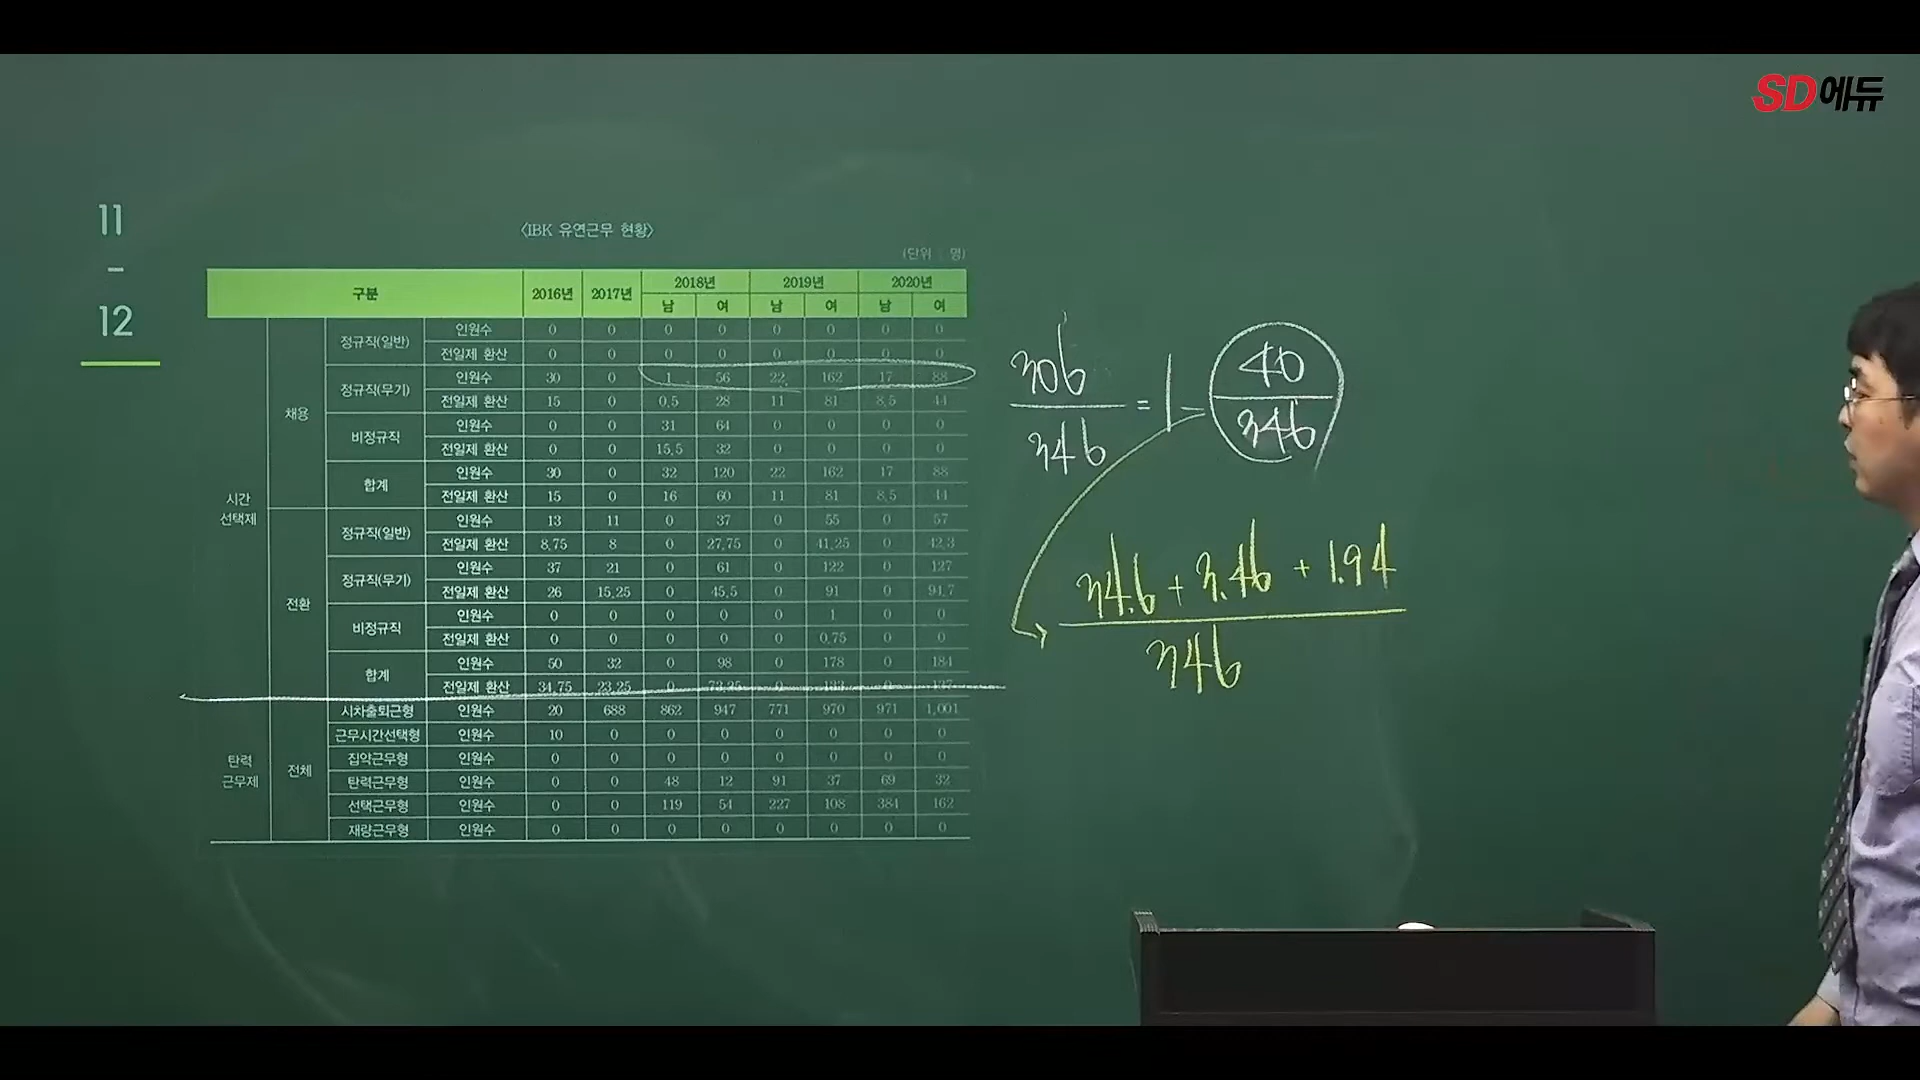 SD에듀
11
-
12
〈IBK 유연근무 현황〉
(단위 : 명)
구분 2016년 2017년 2018년 2019년 2020년
남 여 남 여 남 여
시간선택제 채용 정규직(일반) 인원수 0 0 0 0 0 0 0 0
전일제 환산 0 0 0 0 0 0 0 0
정규직(무기) 인원수 30 0 1 56 22 162 17 88
전일제 환산 15 0 0.5 28 11 81 8.5 44
비정규직 인원수 0 0 31 64 0 0 0 0
전일제 환산 0 0 15.5 32 0 0 0 0
합계 인원수 30 0 32 120 22 162 17 88
전일제 환산 15 0 16 60 11 81 8.5 44
전환 정규직(일반) 인원수 13 11 0 37 0 55 0 57
전일제 환산 8.75 8 0 27.75 0 41.25 0 42.3
정규직(무기) 인원수 37 21 0 61 0 122 0 127
전일제 환산 26 15.25 0 45.5 0 91 0 91.7
비정규직 인원수 0 0 0 0 0 1 0 0
전일제 환산 0 0 0 0 0 0.75 0 0
합계 인원수 50 32 0 98 0 178 0 184
전일제 환산 34.75 23.25 0 73.25 0 133 0
탄력근무제 전체 시차출퇴근형 인원수 20 688 862 947 771 970 971 1,001
근무시간선택형 인원수 10 0 0 0 0 0 0 0
집약근무형 인원수 0 0 0 0 0 0 0 0
탄력근무형 인원수 0 0 48 12 91 37 69 32
선택근무형 인원수 0 0 119 54 227 108 384 162
재량근무형 인원수 0 0 0 0 0 0 0 0
306
346
= 1 -
40
346
34.6 + 3.46 + 1.94
346